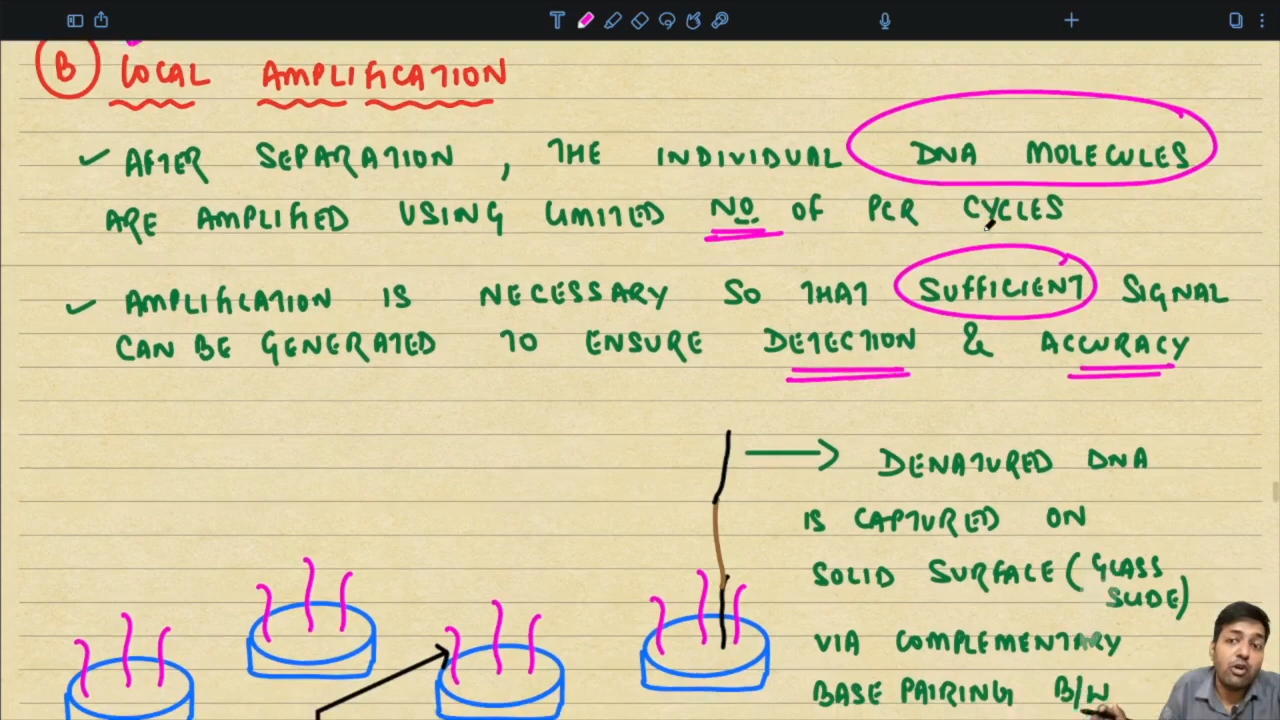 B LOCAL AMPLIFICATION
✓ AFTER SEPARATION, THE INDIVIDUAL DNA MOLECULES
ARE AMPLIFIED USING LIMITED NO. OF PCR CYCLES
✓ AMPLIFICATION IS NECESSARY SO THAT SUFFICIENT SIGNAL
CAN BE GENERATED TO ENSURE DETECTION & ACCURACY
→ DENATURED DNA
IS CAPTURED ON
SOLID SURFACE (GLASS
SLIDE)
VIA COMPLEMENTARY
BASE PAIRING B/W